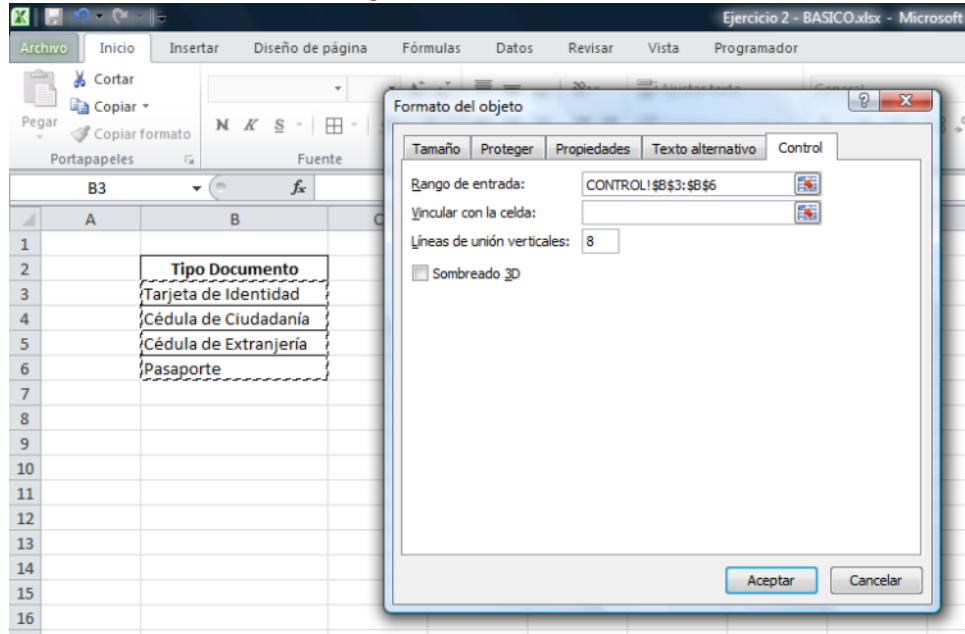 Ejercicio 2 - BASICO.xlsx - Microsoft
Archivo Inicio Insertar Diseño de página Fórmulas Datos Revisar Vista Programador
Cortar
Copiar
Copiar formato
Pegar
N K S
Portapapeles
Fuente
B3 fx
A B C
1
2 Tipo Documento
3 Tarjeta de Identidad
4 Cédula de Ciudadanía
5 Cédula de Extranjería
6 Pasaporte
7
8
9
10
11
12
13
14
15
16
Formato del objeto
Tamaño Proteger Propiedades Texto alternativo Control
Rango de entrada: CONTROL!$B$3:$B$6
Vincular con la celda:
Líneas de unión verticales: 8
Sombreado 3D
Aceptar Cancelar